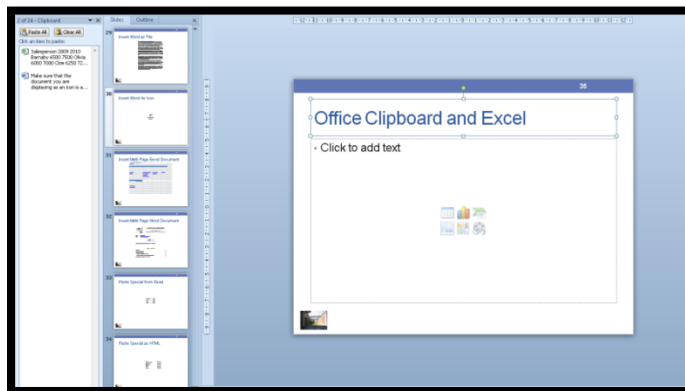 2 of 24 - Clipboard
Paste All
Clear All
Click an item to paste:
Salesperson 2009 2010
Barnaby 6500 7500 Olivia
6000 7000 Clive 6250 72...
Make sure that the
document you are
displaying as an icon is a...
Slides
Outline
29
Insert Word as File
30
Insert Word As Icon
31
Insert Multi Page Excel Document
32
Insert Multi Page Word Document
33
Paste Special from Excel
34
Paste Special as HTML
35
Office Clipboard and Excel
• Click to add text